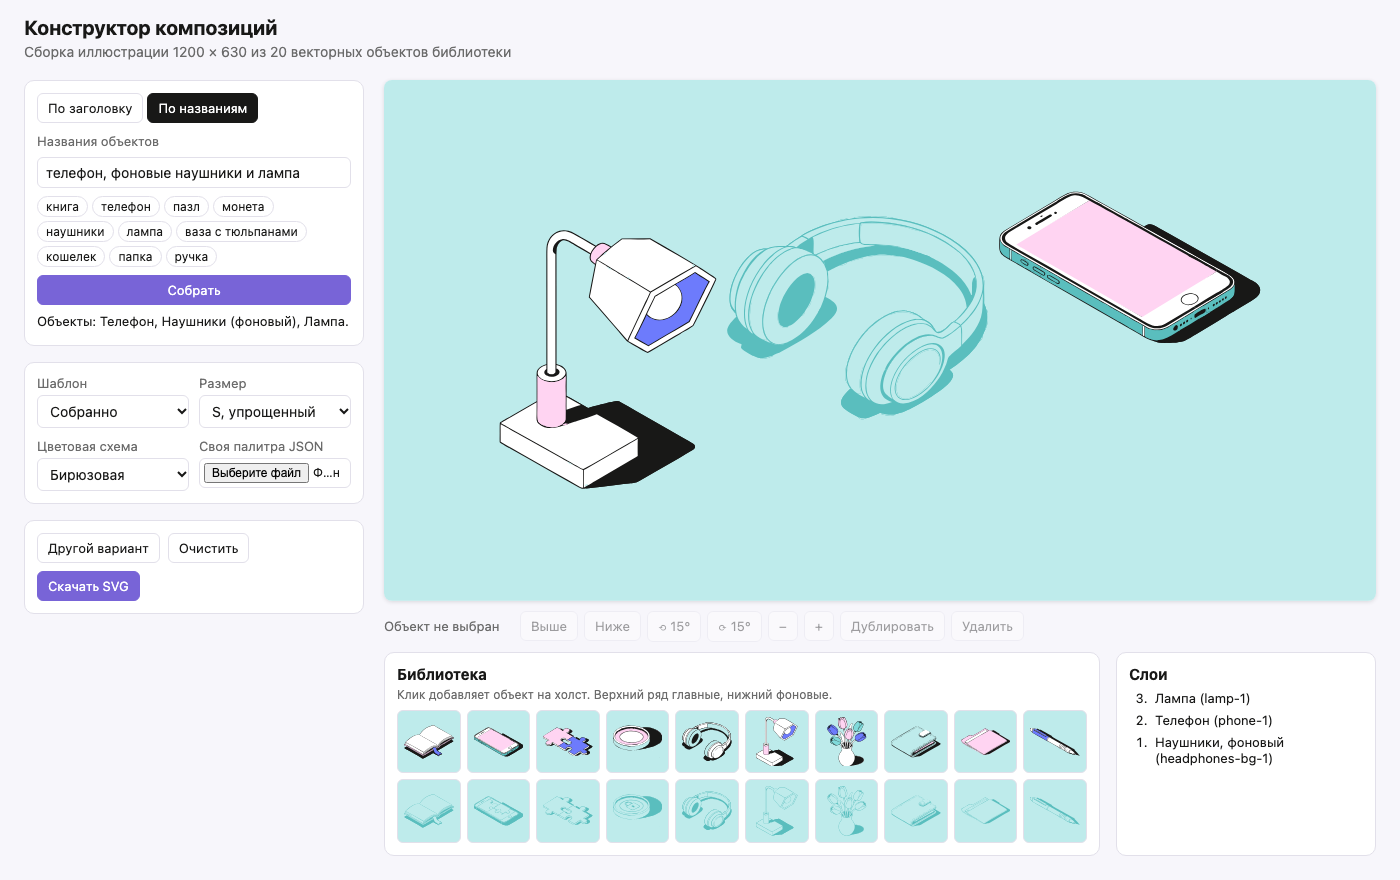 Конструктор композиций
Сборка иллюстрации 1200 × 630 из 20 векторных объектов библиотеки
По заголовку
По названиям
Названия объектов
телефон, фоновые наушники и лампа
книга
телефон
пазл
монета
наушники
лампа
ваза с тюльпанами
кошелек
папка
ручка
Собрать
Объекты: Телефон, Наушники (фоновый), Лампа.
Шаблон
Размер
Собранно
S, упрощенный
Цветовая схема
Своя палитра JSON
Бирюзовая
Выберите файл
Ф...н
Другой вариант
Очистить
Скачать SVG
Объект не выбран
Выше
Ниже
⟲ 15°
⟳ 15°
−
+
Дублировать
Удалить
Библиотека
Клик добавляет объект на холст. Верхний ряд главные, нижний фоновые.
Слои
3. Лампа (lamp-1)
2. Телефон (phone-1)
1. Наушники, фоновый
(headphones-bg-1)